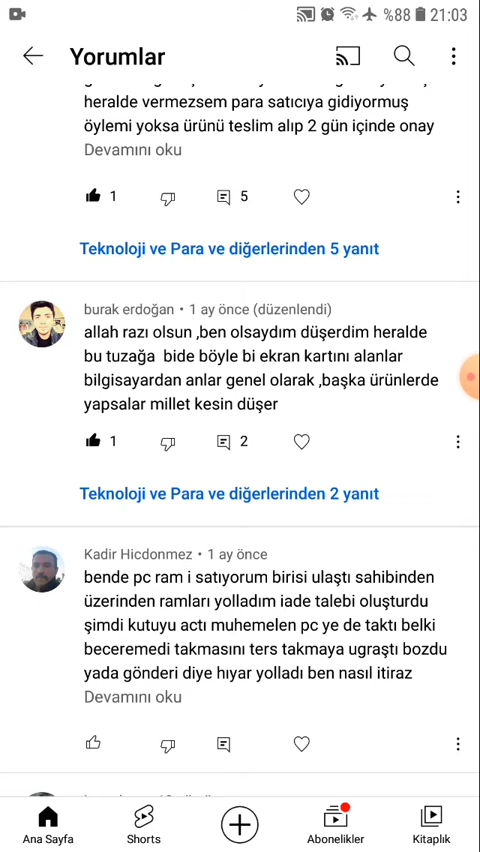 %88 21:03
Yorumlar
heralde vermezsem para satıcıya gidiyormuş
öylemi yoksa ürünü teslim alıp 2 gün içinde onay
Devamını oku
1 5
Teknoloji ve Para ve diğerlerinden 5 yanıt
burak erdoğan • 1 ay önce (düzenlendi)
allah razı olsun ,ben olsaydım düşerdim heralde
bu tuzağa bide böyle bi ekran kartını alanlar
bilgisayardan anlar genel olarak ,başka ürünlerde
yapsalar millet kesin düşer
1 2
Teknoloji ve Para ve diğerlerinden 2 yanıt
Kadir Hicdonmez • 1 ay önce
bende pc ram i satıyorum birisi ulaştı sahibinden
üzerinden ramları yolladım iade talebi oluşturdu
şimdi kutuyu actı muhemelen pc ye de taktı belki
beceremedi takmasını ters takmaya ugraştı bozdu
yada gönderi diye hıyar yolladı ben nasıl itiraz
Devamını oku
Ana Sayfa
Shorts
Abonelikler
Kitaplık